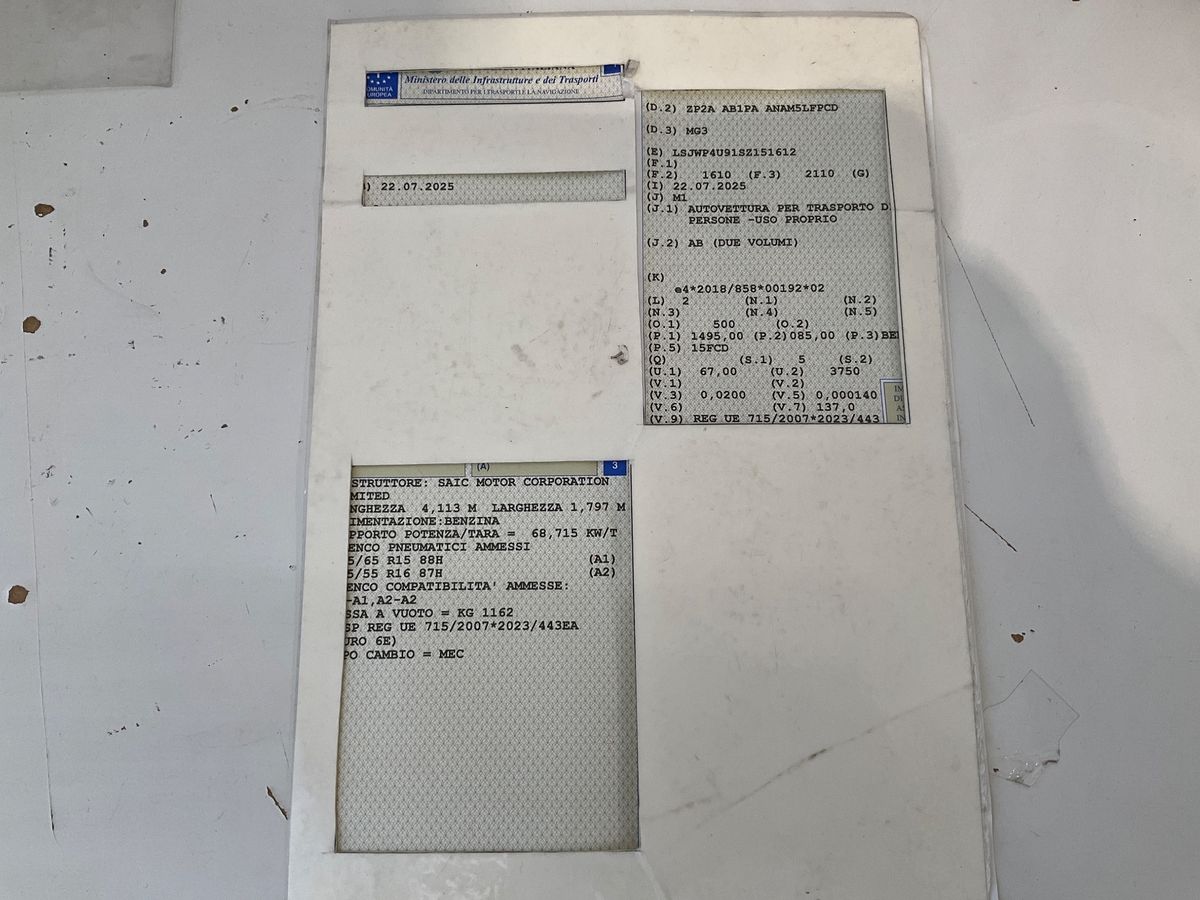 COMUNITÀ
EUROPEA
Ministero delle Infrastrutture e dei Trasporti
DIPARTIMENTO PER I TRASPORTI E LA NAVIGAZIONE
) 22.07.2025
(D.2) ZP2A AB1PA ANAM5LFPCD
(D.3) MG3
(E) LSJWP4U91SZ151612
(F.1)
(F.2) 1610 (F.3) 2110 (G)
(I) 22.07.2025
(J) M1
(J.1) AUTOVETTURA PER TRASPORTO D
PERSONE -USO PROPRIO
(J.2) AB (DUE VOLUMI)
(K)
e4*2018/858*00192*02
(L) 2 (N.1) (N.2)
(N.3) (N.4) (N.5)
(O.1) 500 (O.2)
(P.1) 1495,00 (P.2)085,00 (P.3)BE
(P.5) 15FCD
(Q) (S.1) 5 (S.2)
(U.1) 67,00 (U.2) 3750
(V.1) (V.2)
(V.3) 0,0200 (V.5) 0,000140
(V.6) (V.7) 137,0
(V.9) REG UE 715/2007*2023/443
IM
DI
AS
IN
(A) 3
STRUTTORE: SAIC MOTOR CORPORATION
MITED
NGHEZZA 4,113 M LARGHEZZA 1,797 M
IMENTAZIONE:BENZINA
PPORTO POTENZA/TARA = 68,715 KW/T
ENCO PNEUMATICI AMMESSI
5/65 R15 88H (A1)
5/55 R16 87H (A2)
ENCO COMPATIBILITA' AMMESSE:
-A1,A2-A2
SSA A VUOTO = KG 1162
SP REG UE 715/2007*2023/443EA
URO 6E)
PO CAMBIO = MEC